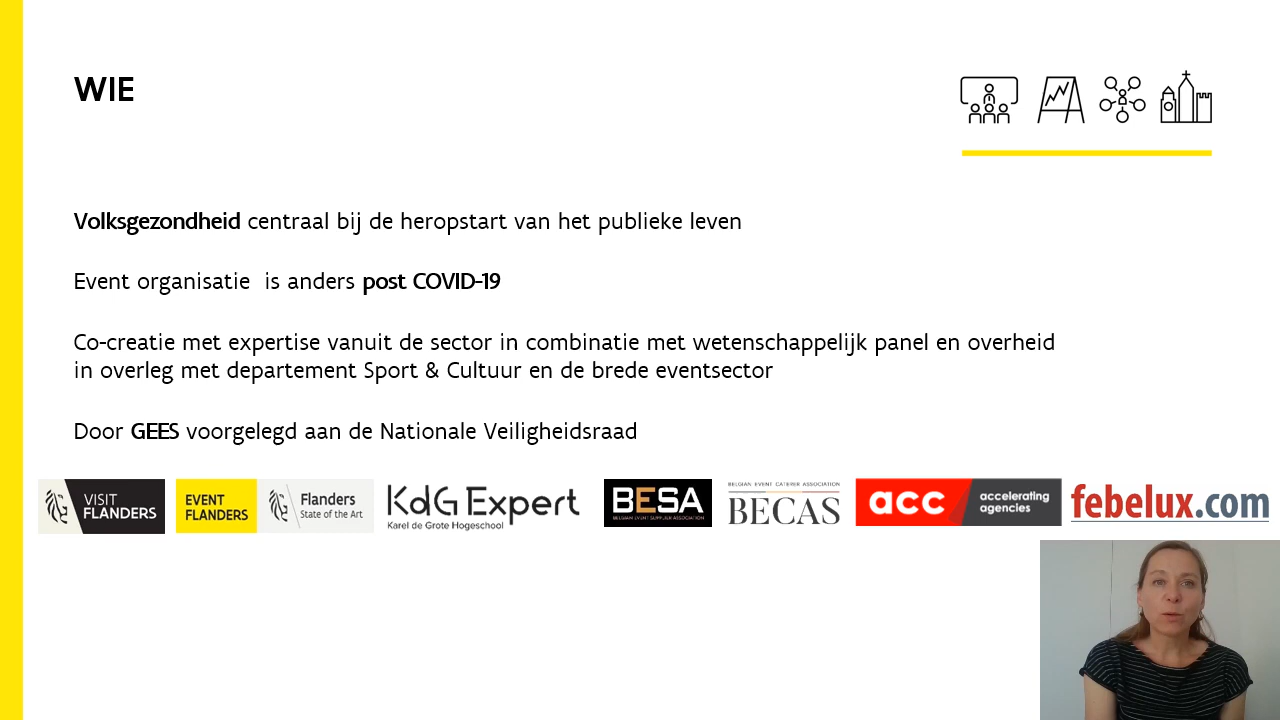 WIE
Volksgezondheid centraal bij de heropstart van het publieke leven
Event organisatie  is anders post COVID-19
Co-creatie met expertise vanuit de sector in combinatie met wetenschappelijk panel en overheid
in overleg met departement Sport & Cultuur en de brede eventsector
Door GEES voorgelegd aan de Nationale Veiligheidsraad
VISIT
FLANDERS
EVENT
FLANDERS
Flanders
State of the Art
KdG Expert
Karel de Grote Hogeschool
BESA
BELGIAN EVENT SUPPLIER ASSOCIATION
BELGIAN EVENT CATERER ASSOCIATION
BECAS
acc
accelerating
agencies
febelux.com